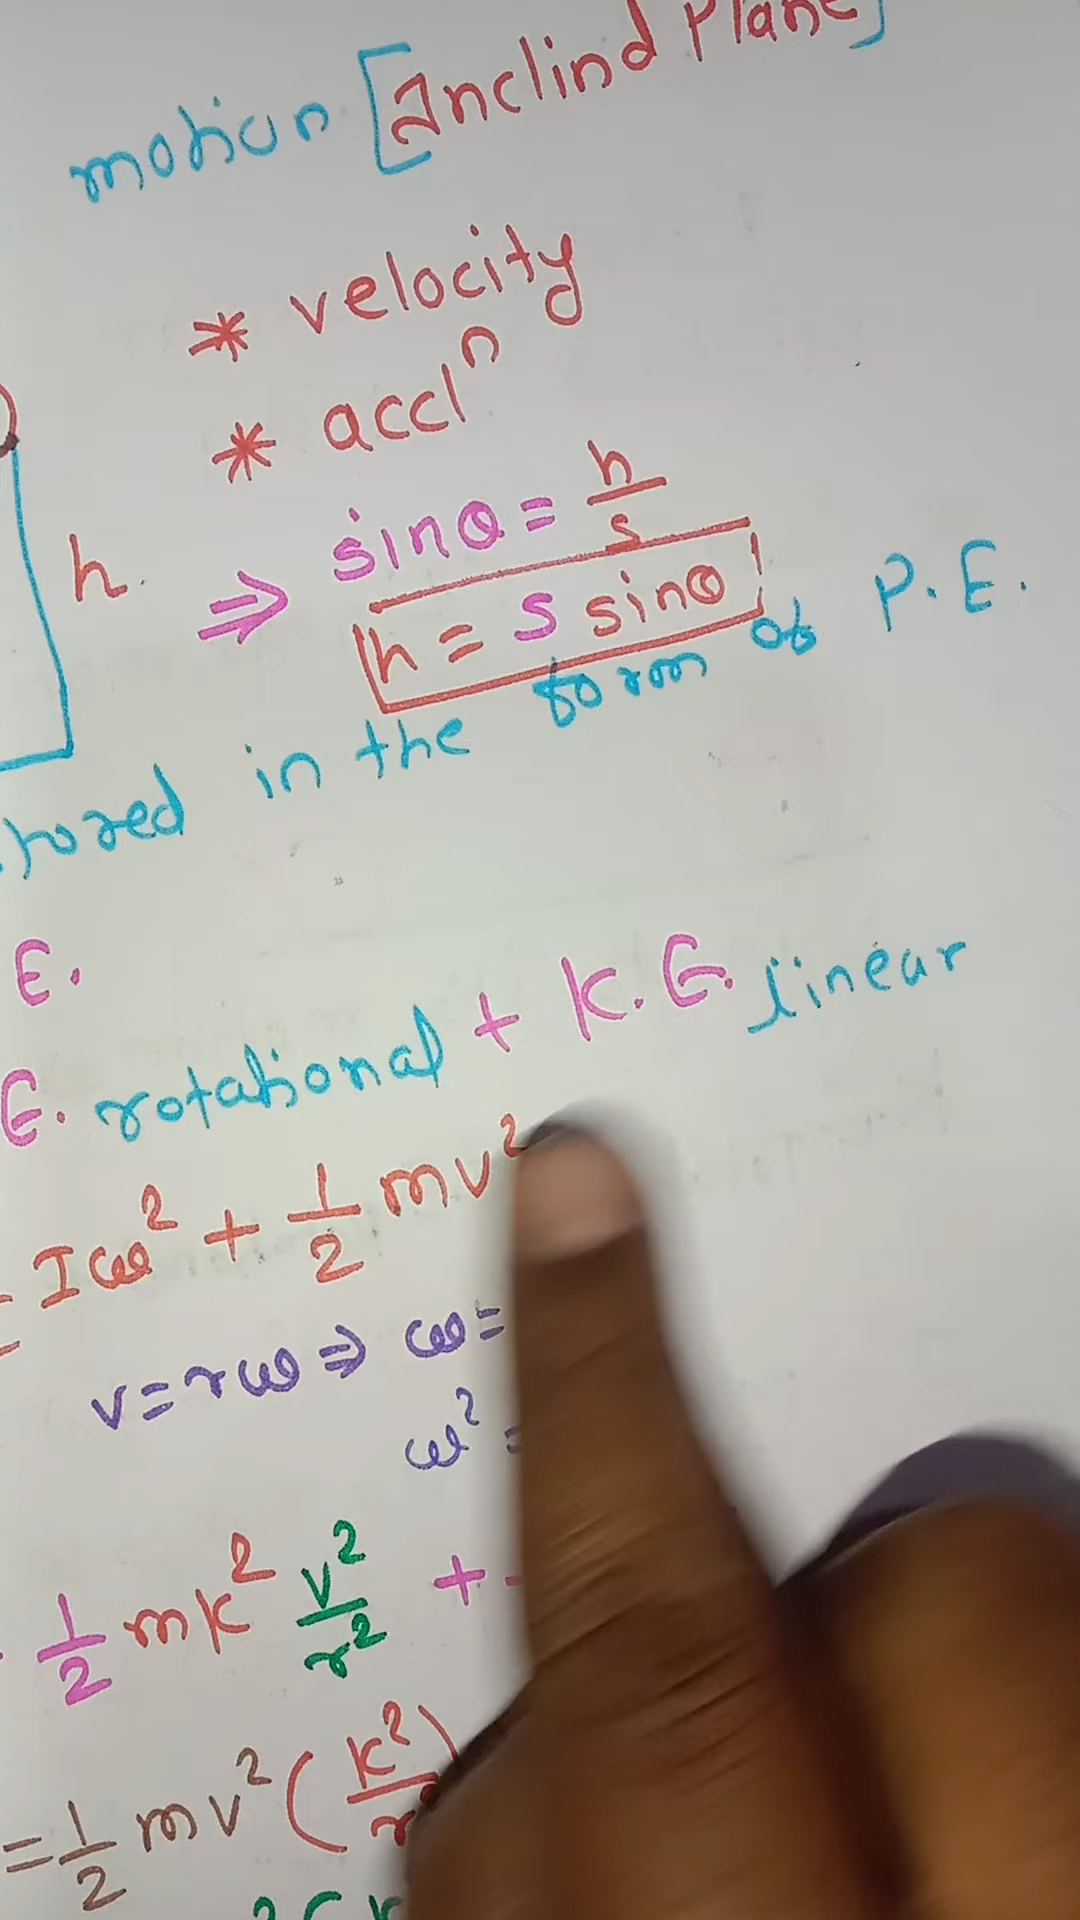 motion [Inclind Plane]
* velocity
* accl^n
h. ⇒ sinθ = h/s
h = s sinθ
stored in the form of P.E.
E.
E. rotational + K.E. linear
Iω² + 1/2 mv²
v=rω ⇒ ω=
ω² =
1/2 mk² v²/r² +
=1/2 mv² (k²/r²)